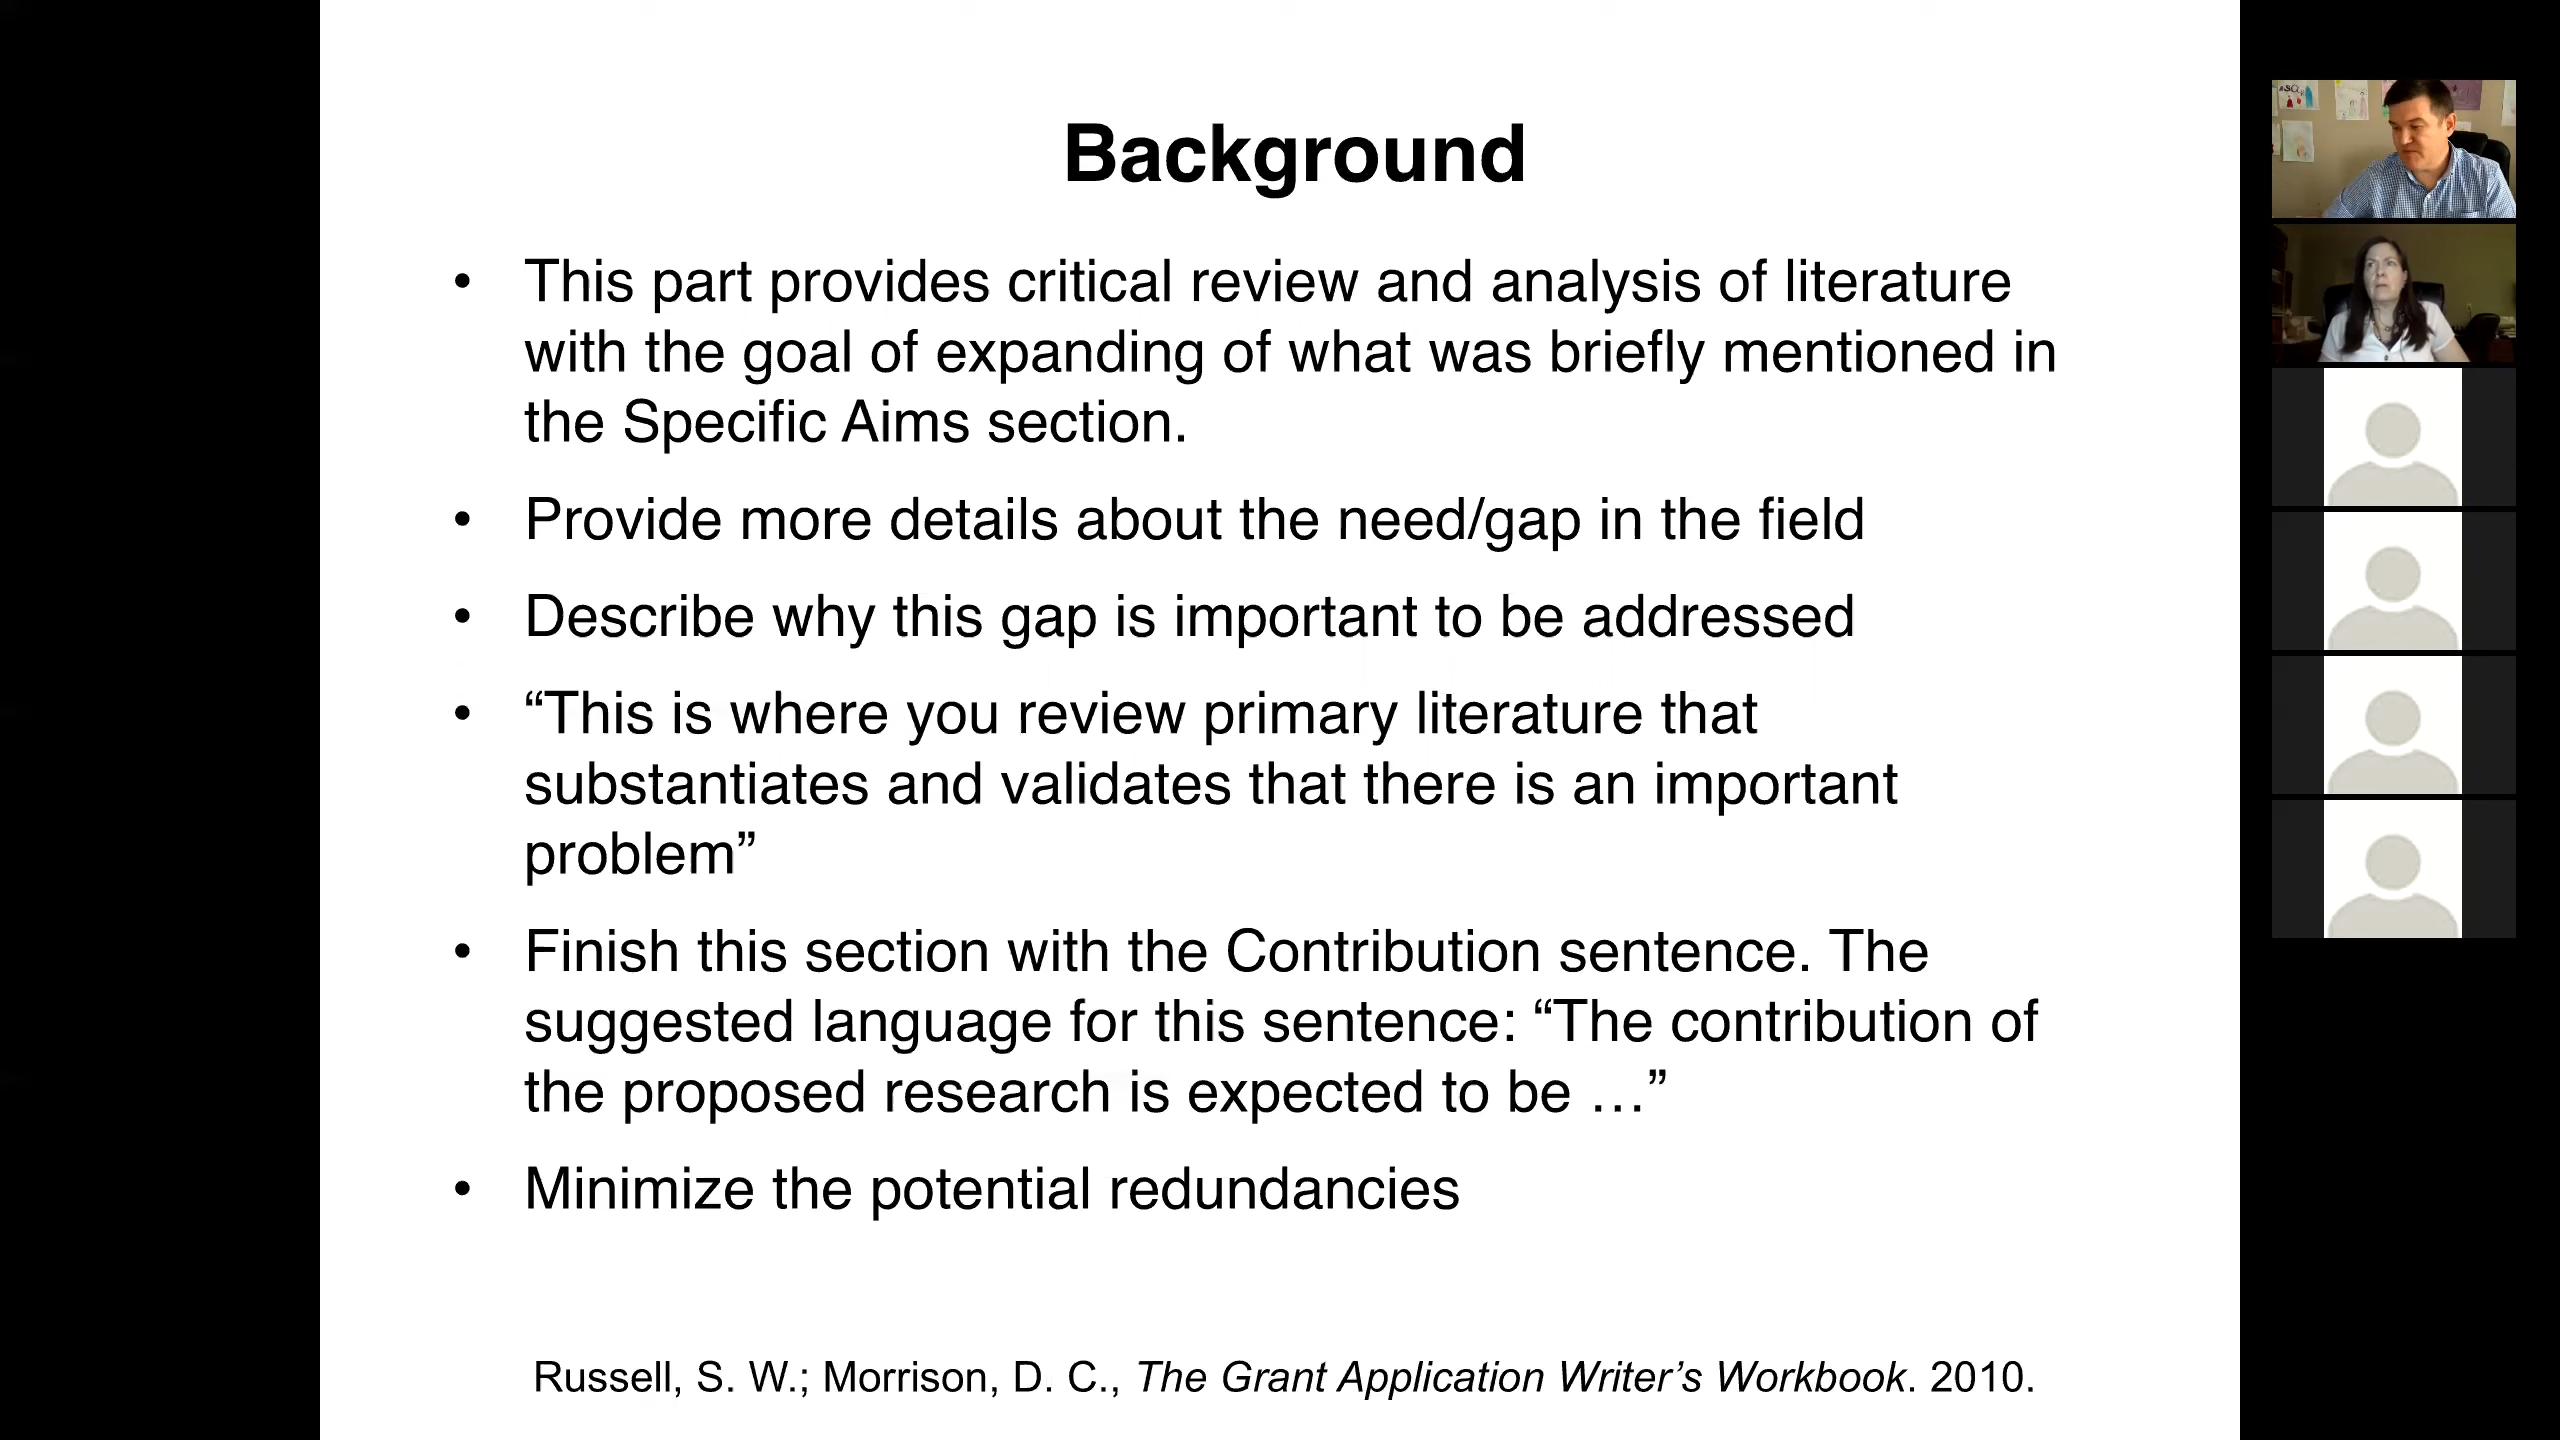 Background
• This part provides critical review and analysis of literature
with the goal of expanding of what was briefly mentioned in
the Specific Aims section.
• Provide more details about the need/gap in the field
• Describe why this gap is important to be addressed
• “This is where you review primary literature that
substantiates and validates that there is an important
problem”
• Finish this section with the Contribution sentence. The
suggested language for this sentence: “The contribution of
the proposed research is expected to be …”
• Minimize the potential redundancies
Russell, S. W.; Morrison, D. C., The Grant Application Writer’s Workbook. 2010.